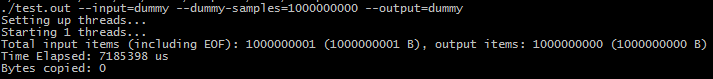 ./test.out --input=dummy --dummy-samples=1000000000 --output=dummy
Setting up threads...
Starting 1 threads...
Total input items (including EOF): 1000000001 (1000000001 B), output items: 1000000000 (1000000000 B)
Time Elapsed: 7185398 us
Bytes copied: 0